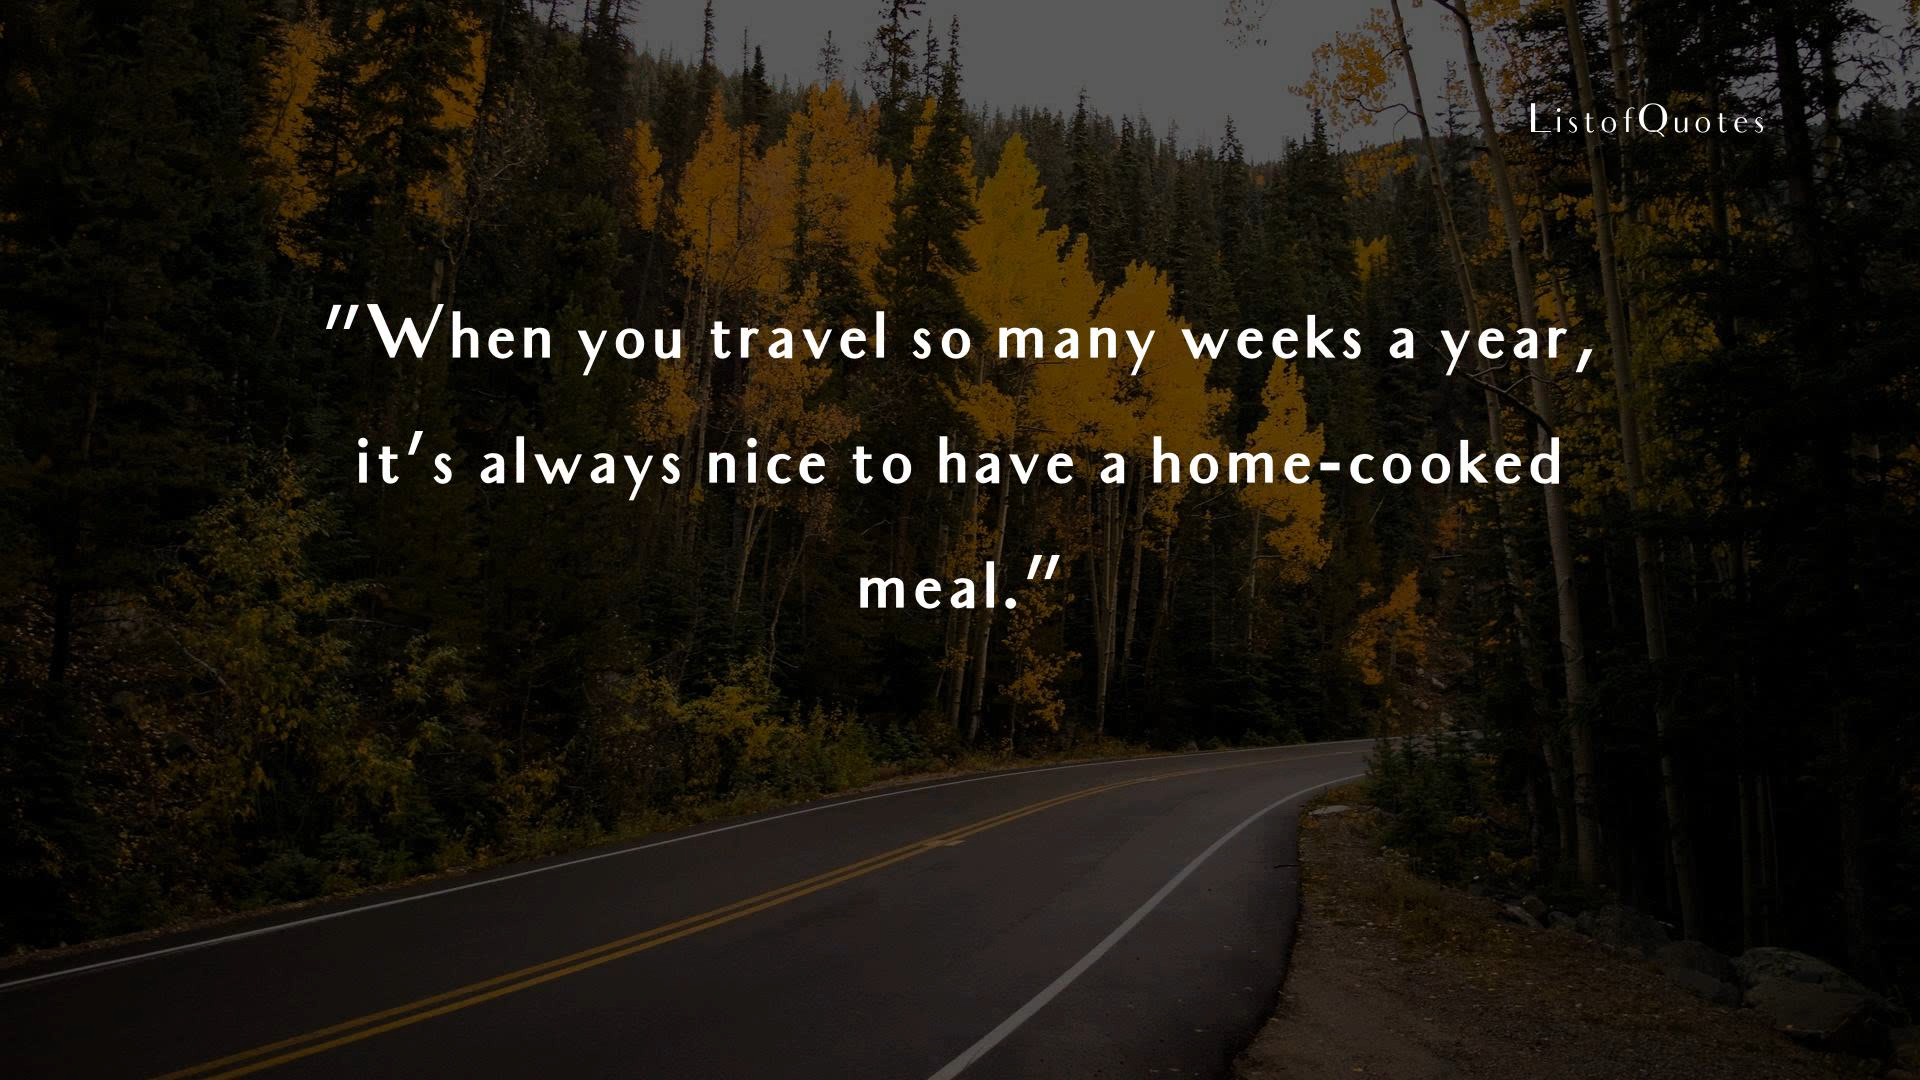 ListofQuotes
"When you travel so many weeks a year,
it's always nice to have a home-cooked
meal."